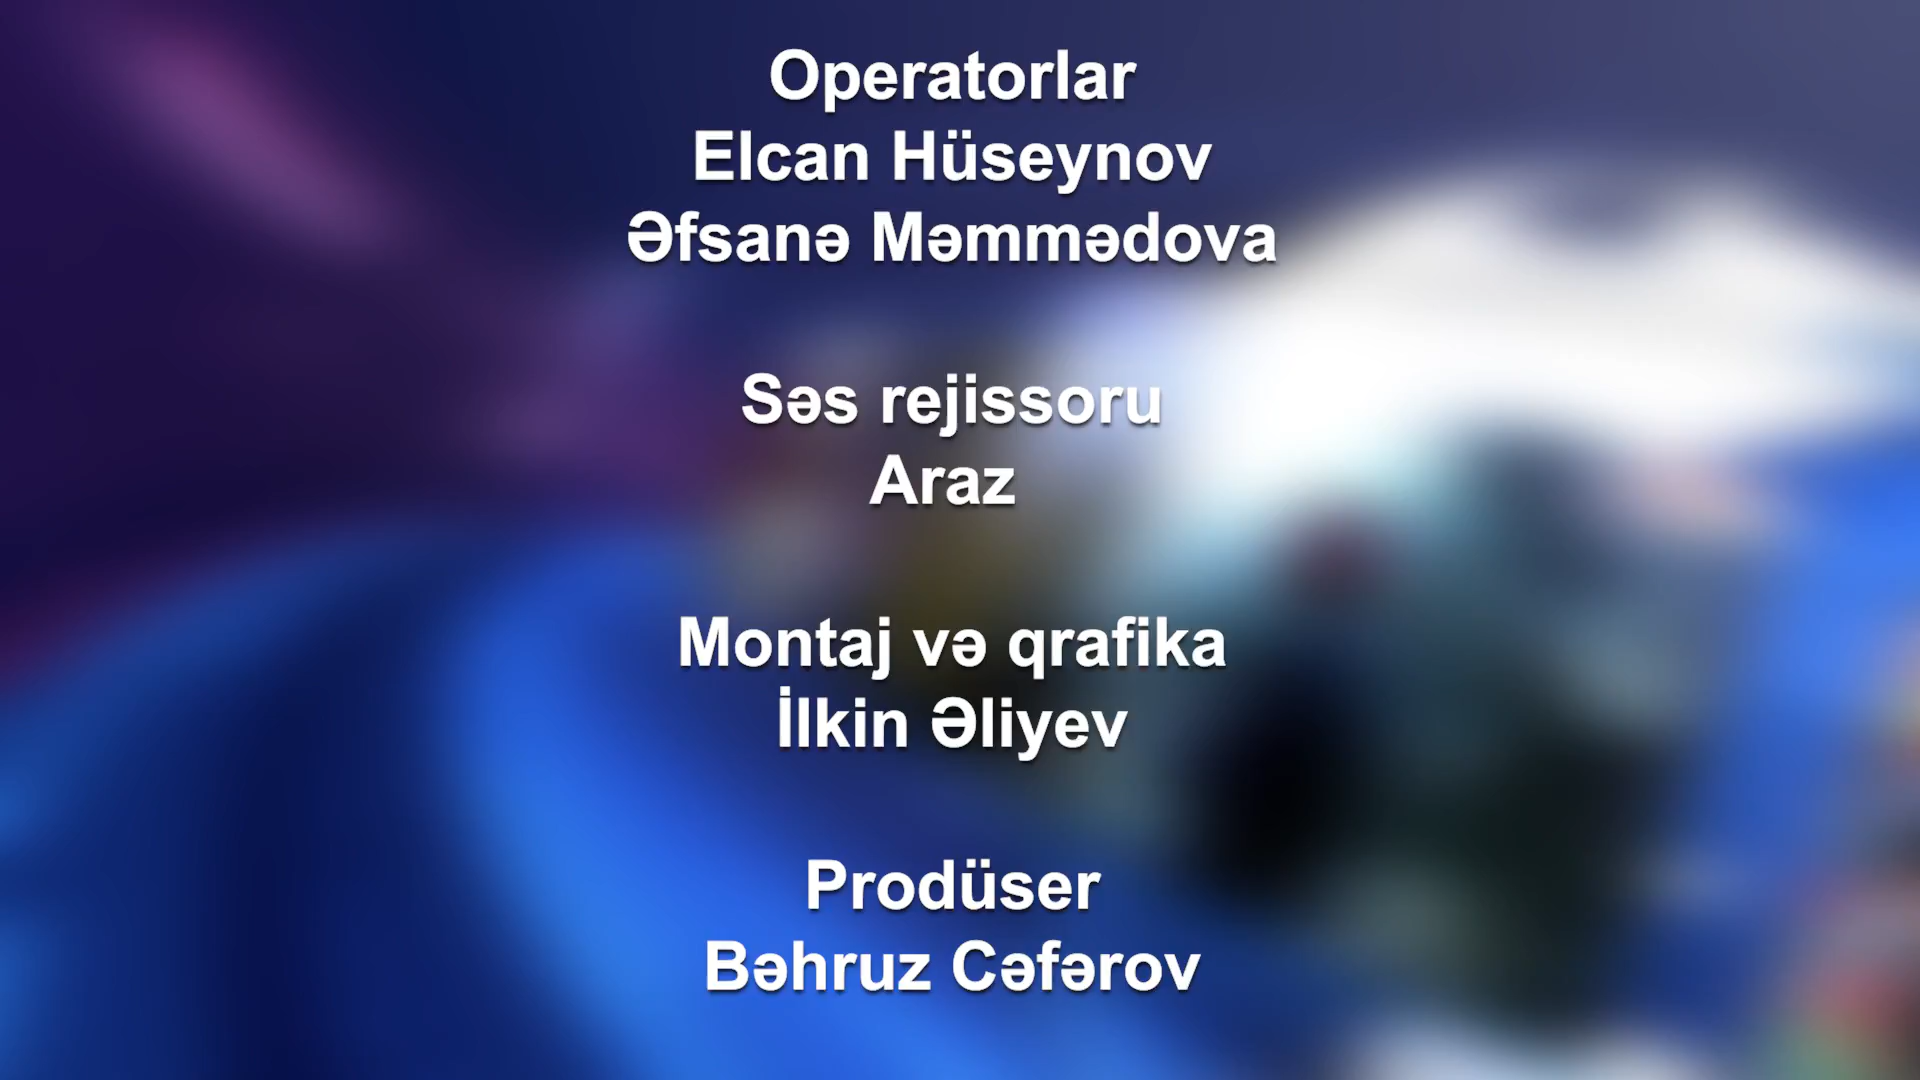 Operatorlar
Elcan Hüseynov
Əfsanə Məmmədova
Səs rejissoru
Araz
Montaj və qrafika
İlkin Əliyev
Prodüser
Bəhruz Cəfərov